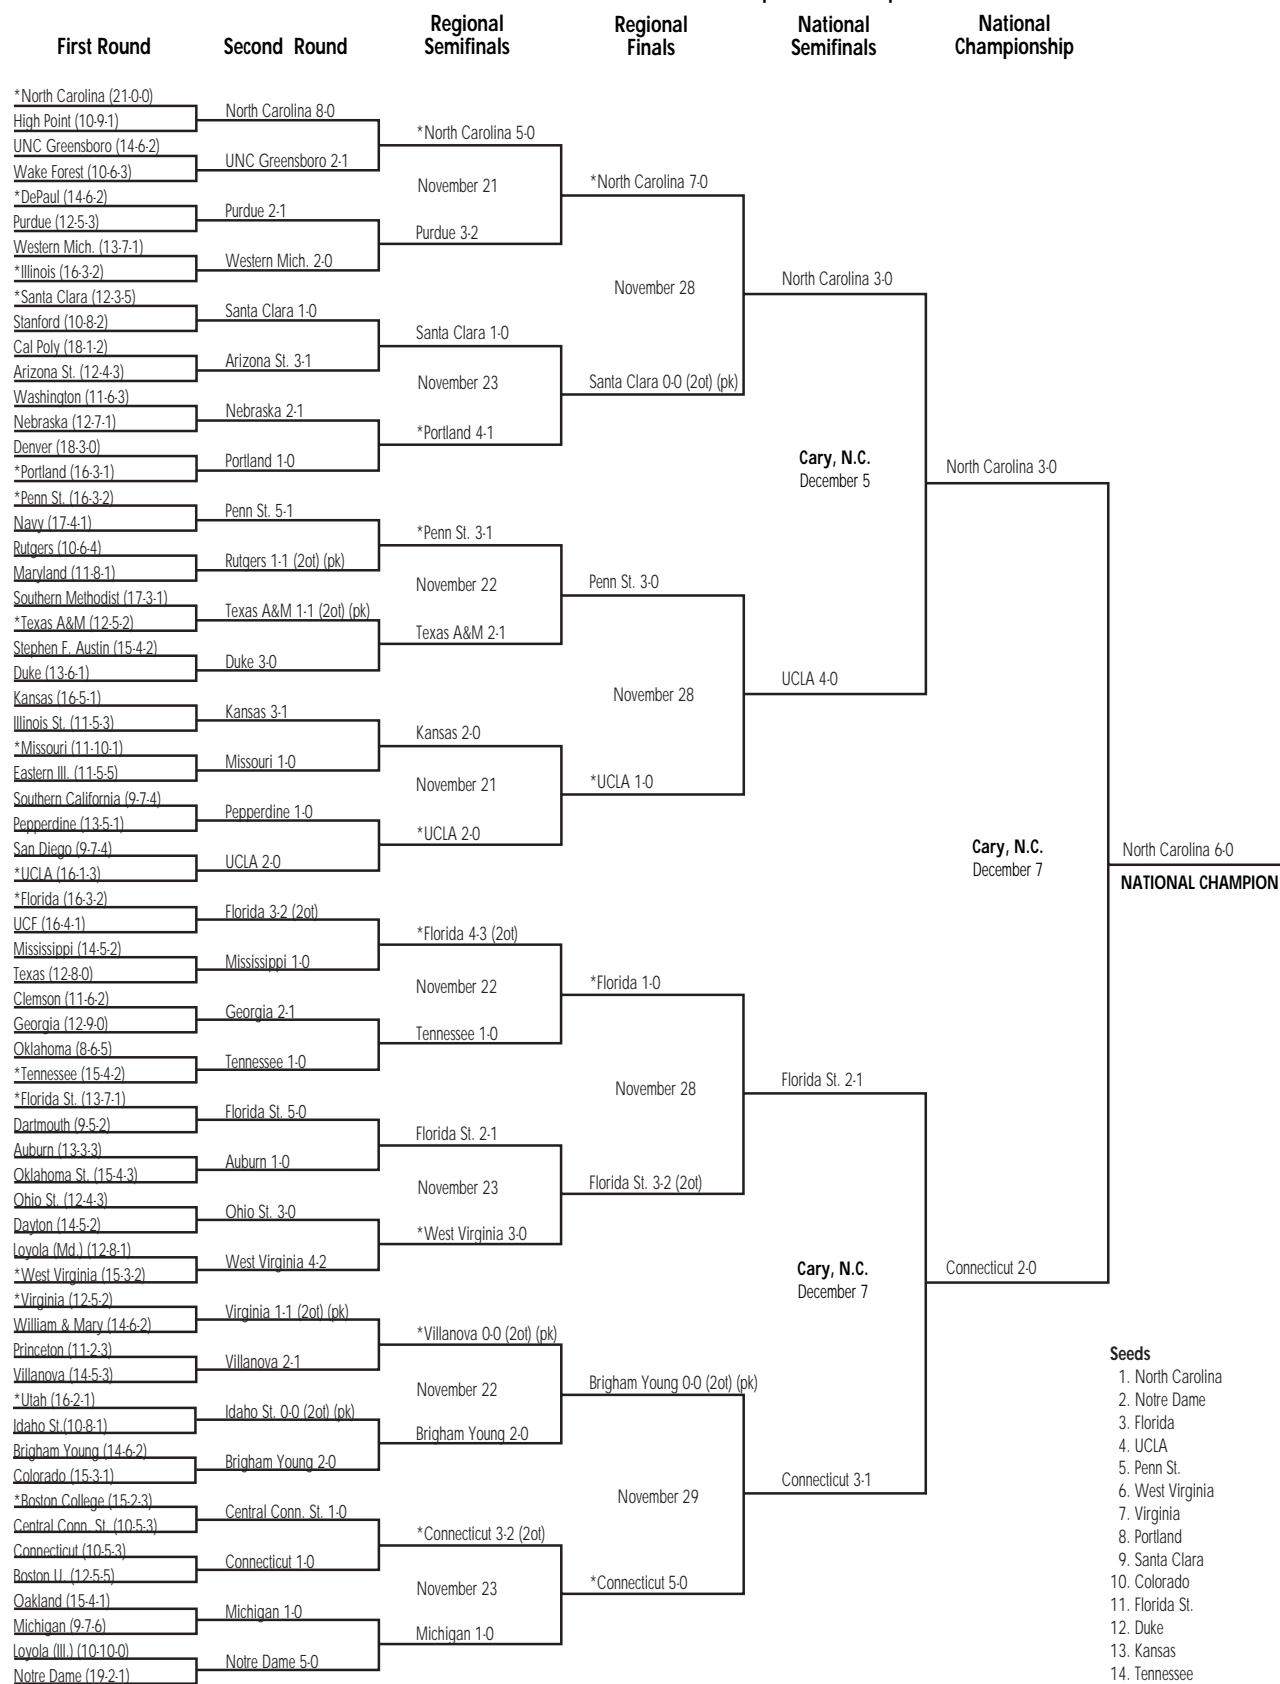 First Round
Second Round
Regional
Semifinals
Regional
Finals
National
Semifinals
National
Championship
*North Carolina (21-0-0)
High Point (10-9-1)
UNC Greensboro (14-6-2)
Wake Forest (10-6-3)
*DePaul (14-6-2)
Purdue (12-5-3)
Western Mich. (13-7-1)
*Illinois (16-3-2)
*Santa Clara (12-3-5)
Stanford (10-8-2)
Cal Poly (18-1-2)
Arizona St. (12-4-3)
Washington (11-6-3)
Nebraska (12-7-1)
Denver (18-3-0)
*Portland (16-3-1)
*Penn St. (16-3-2)
Navy (17-4-1)
Rutgers (10-6-4)
Maryland (11-8-1)
Southern Methodist (17-3-1)
*Texas A&M (12-5-2)
Stephen F. Austin (15-4-2)
Duke (13-6-1)
Kansas (16-5-1)
Illinois St. (11-5-3)
*Missouri (11-10-1)
Eastern Ill. (11-5-5)
Southern California (9-7-4)
Pepperdine (13-5-1)
San Diego (9-7-4)
*UCLA (16-1-3)
*Florida (16-3-2)
UCF (16-4-1)
Mississippi (14-5-2)
Texas (12-8-0)
Clemson (11-6-2)
Georgia (12-9-0)
Oklahoma (8-6-5)
*Tennessee (15-4-2)
*Florida St. (13-7-1)
Dartmouth (9-5-2)
Auburn (13-3-3)
Oklahoma St. (15-4-3)
Ohio St. (12-4-3)
Dayton (14-5-2)
Loyola (Md.) (12-8-1)
*West Virginia (15-3-2)
*Virginia (12-5-2)
William & Mary (14-6-2)
Princeton (11-2-3)
Villanova (14-5-3)
*Utah (16-2-1)
Idaho St.(10-8-1)
Brigham Young (14-6-2)
Colorado (15-3-1)
*Boston College (15-2-3)
Central Conn. St. (10-5-3)
Connecticut (10-5-3)
Boston U. (12-5-5)
Oakland (15-4-1)
Michigan (9-7-6)
Loyola (Ill.) (10-10-0)
Notre Dame (19-2-1)
North Carolina 8-0
UNC Greensboro 2-1
Purdue 2-1
Western Mich. 2-0
Santa Clara 1-0
Arizona St. 3-1
Nebraska 2-1
Portland 1-0
Penn St. 5-1
Rutgers 1-1 (2ot) (pk)
Texas A&M 1-1 (2ot) (pk)
Duke 3-0
Kansas 3-1
Missouri 1-0
Pepperdine 1-0
UCLA 2-0
Florida 3-2 (2ot)
Mississippi 1-0
Georgia 2-1
Tennessee 1-0
Florida St. 5-0
Auburn 1-0
Ohio St. 3-0
West Virginia 4-2
Virginia 1-1 (2ot) (pk)
Villanova 2-1
Idaho St. 0-0 (2ot) (pk)
Brigham Young 2-0
Central Conn. St. 1-0
Connecticut 1-0
Michigan 1-0
Notre Dame 5-0
*North Carolina 5-0
November 21
Purdue 3-2
Santa Clara 1-0
November 23
*Portland 4-1
*Penn St. 3-1
November 22
Texas A&M 2-1
Kansas 2-0
November 21
*UCLA 2-0
*Florida 4-3 (2ot)
November 22
Tennessee 1-0
Florida St. 2-1
November 23
*West Virginia 3-0
*Villanova 0-0 (2ot) (pk)
November 22
Brigham Young 2-0
*Connecticut 3-2 (2ot)
November 23
Michigan 1-0
*North Carolina 7-0
November 28
Santa Clara 0-0 (2ot) (pk)
Penn St. 3-0
November 28
*UCLA 1-0
*Florida 1-0
November 28
Florida St. 3-2 (2ot)
Brigham Young 0-0 (2ot) (pk)
November 29
*Connecticut 5-0
North Carolina 3-0
Cary, N.C.
December 5
UCLA 4-0
Florida St. 2-1
Cary, N.C.
December 7
Connecticut 3-1
North Carolina 3-0
Cary, N.C.
December 7
Connecticut 2-0
North Carolina 6-0
NATIONAL CHAMPION
Seeds
1. North Carolina
2. Notre Dame
3. Florida
4. UCLA
5. Penn St.
6. West Virginia
7. Virginia
8. Portland
9. Santa Clara
10. Colorado
11. Florida St.
12. Duke
13. Kansas
14. Tennessee